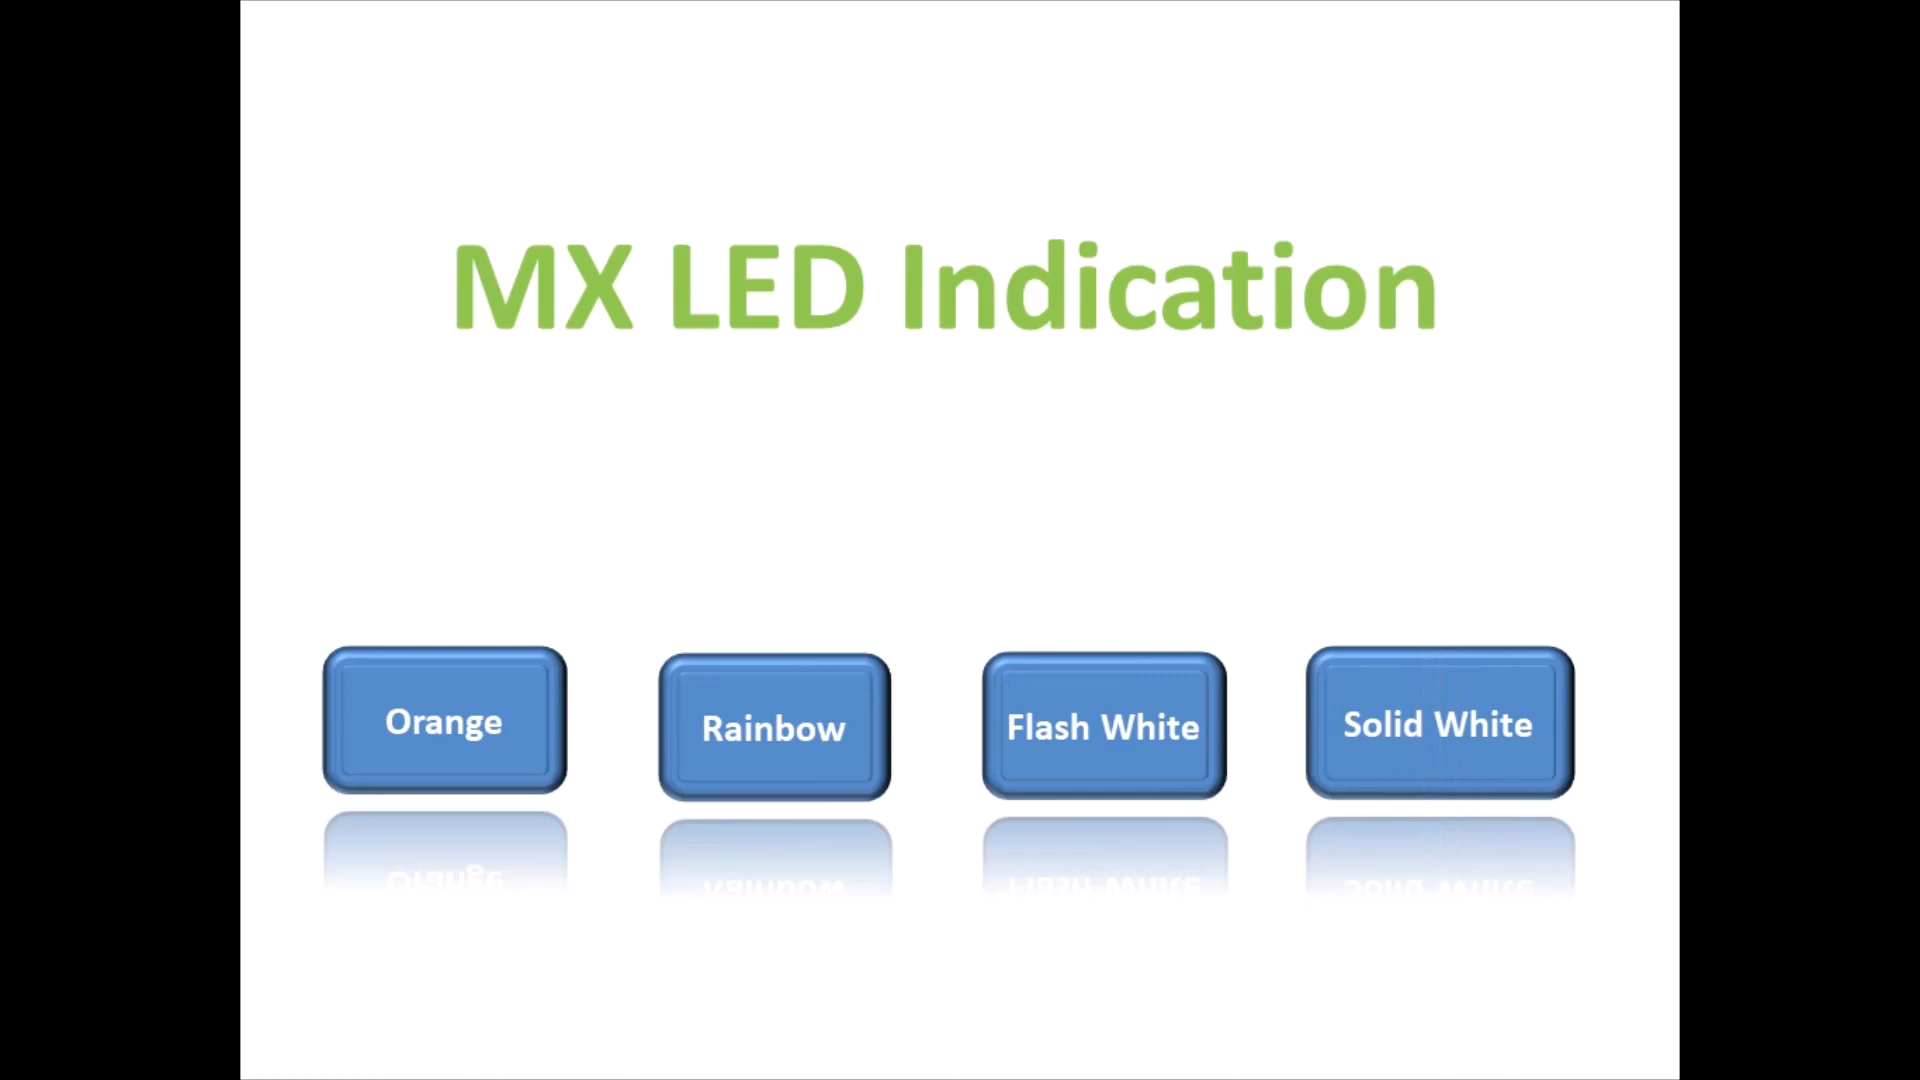 MX LED Indication
Orange
Rainbow
Flash White
Solid White